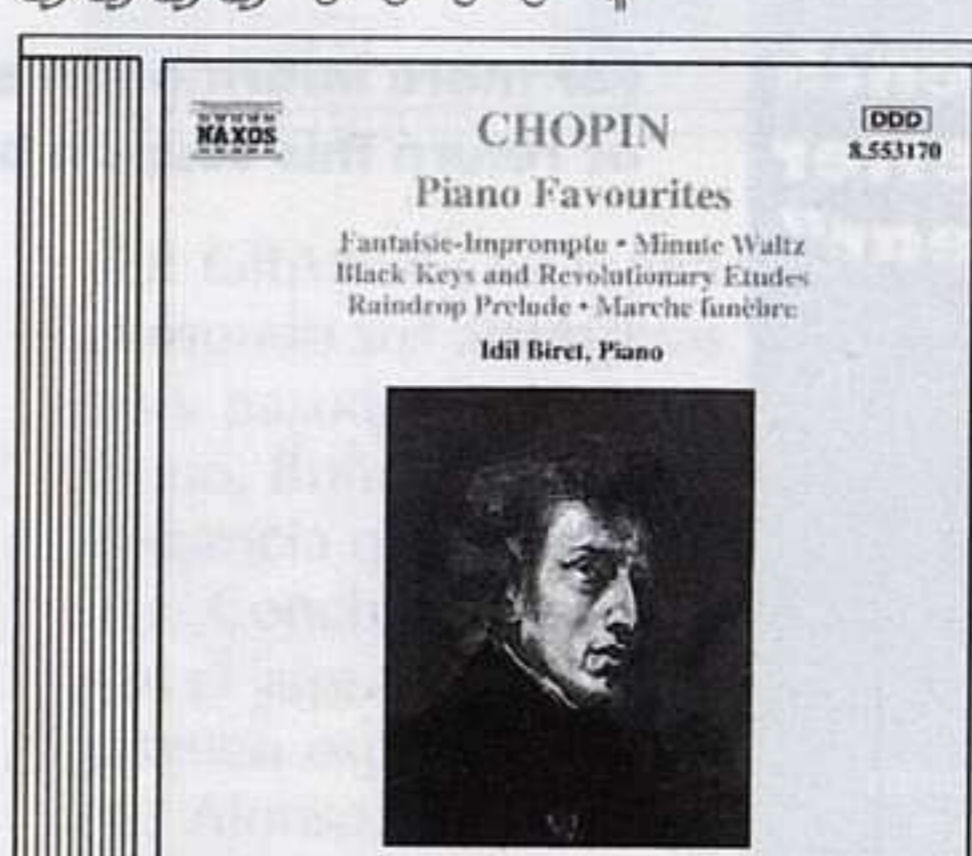 NAXOS
CHOPIN
DDD
8.553170
Piano Favourites
Fantaisie-Impromptu • Minute Waltz
Black Keys and Revolutionary Etudes
Raindrop Prelude • Marche funèbre
Idil Biret, Piano